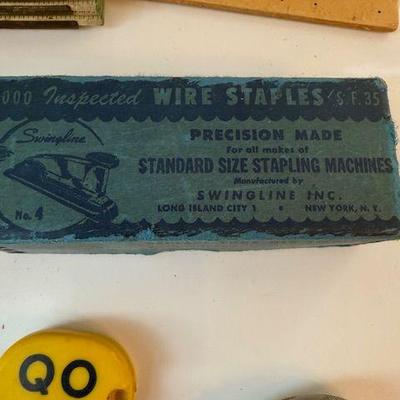 000 Inspected WIRE STAPLES S.F. 35
Swingline
No. 4
PRECISION MADE
For all makes of
STANDARD SIZE STAPLING MACHINES
Manufactured by
SWINGLINE INC.
LONG ISLAND CITY 1 • NEW YORK, N. Y.
QO